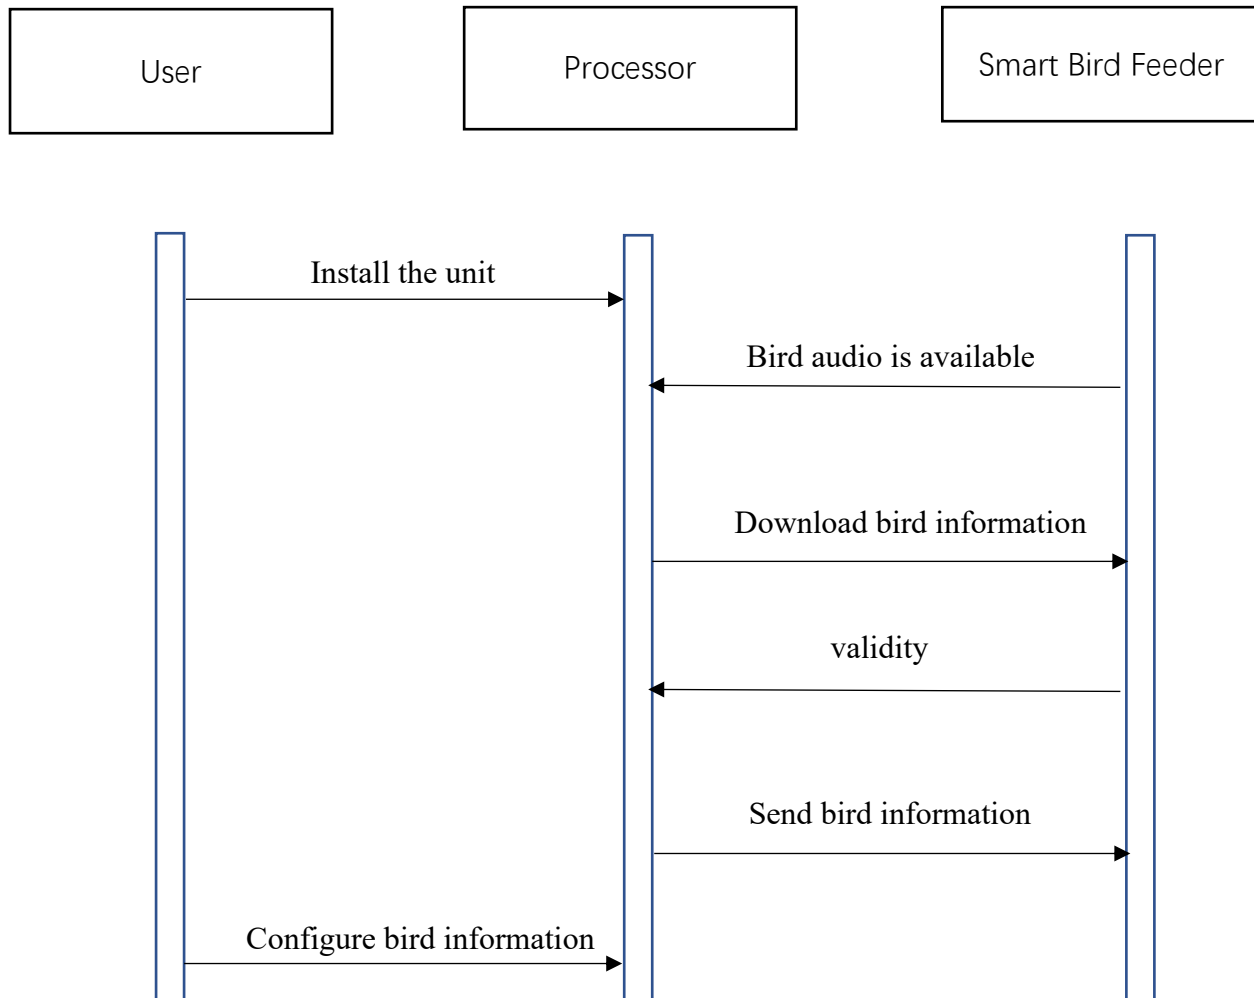 User
Processor
Smart Bird Feeder
Install the unit
Bird audio is available
Download bird information
validity
Send bird information
Configure bird information